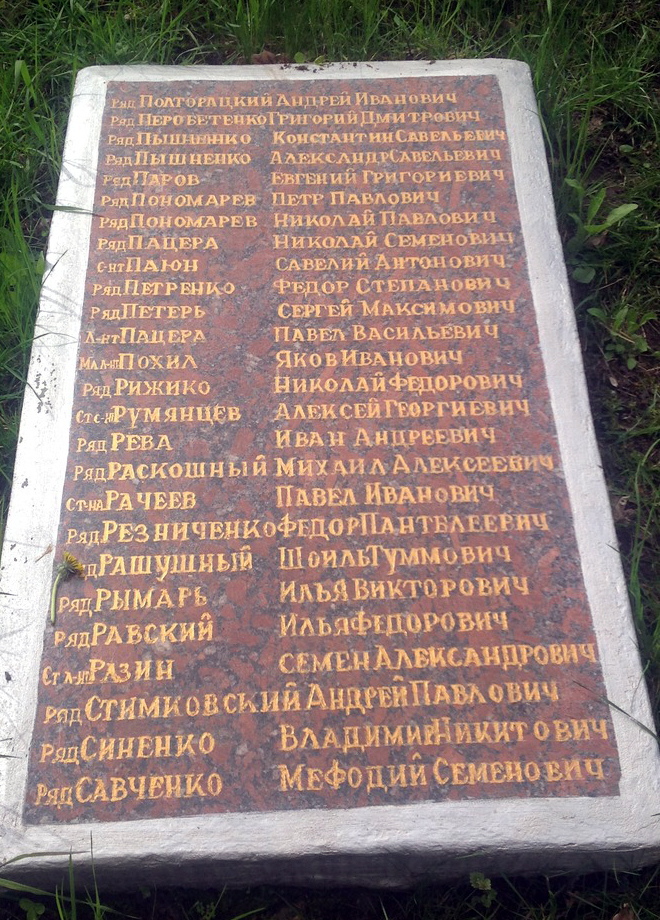 Ряд Полторацкий Андрей Иванович
Ряд Перобетенко Григорий Дмитрович
Ряд Пышненко Константин Савельевич
Ряд Пышненко Александр Савельевич
Ряд Паров Евгений Григориевич
Ряд Пономарев Петр Павлович
Ряд Пономарев Николай Павлович
Ряд Пацера Николай Семенович
С-нт Паюн Савелий Антонович
Ряд Петренко Федор Степанович
Ряд Петерь Сергей Максимович
Л-нт Пацера Павел Васильевич
Мл л-нт Похил Яков Иванович
Ряд Рижико Николай Федорович
Ст с-нт Румянцев Алексей Георгиевич
Ряд Рева Иван Андреевич
Ряд Раскошный Михаил Алексеевич
Ст-на Рачеев Павел Иванович
Ряд Резниченко Федор Пантелеевич
Рашушный Шоиль Гуммович
Ряд Рымарь Илья Викторович
Ряд Равский Илья Федорович
Ст л-нт Разин Семен Александрович
Ряд Стимковский Андрей Павлович
Ряд Синенко Владимир Никитович
Ряд Савченко Мефодий Семенович